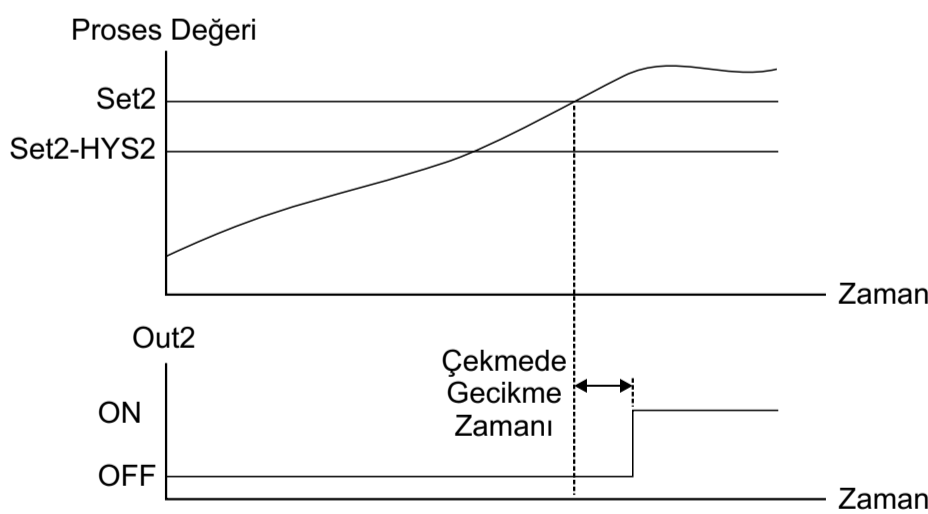 Proses Değeri
Set2
Set2-HYS2
Zaman
Out2
Çekmede
Gecikme
Zamanı
ON
OFF
Zaman